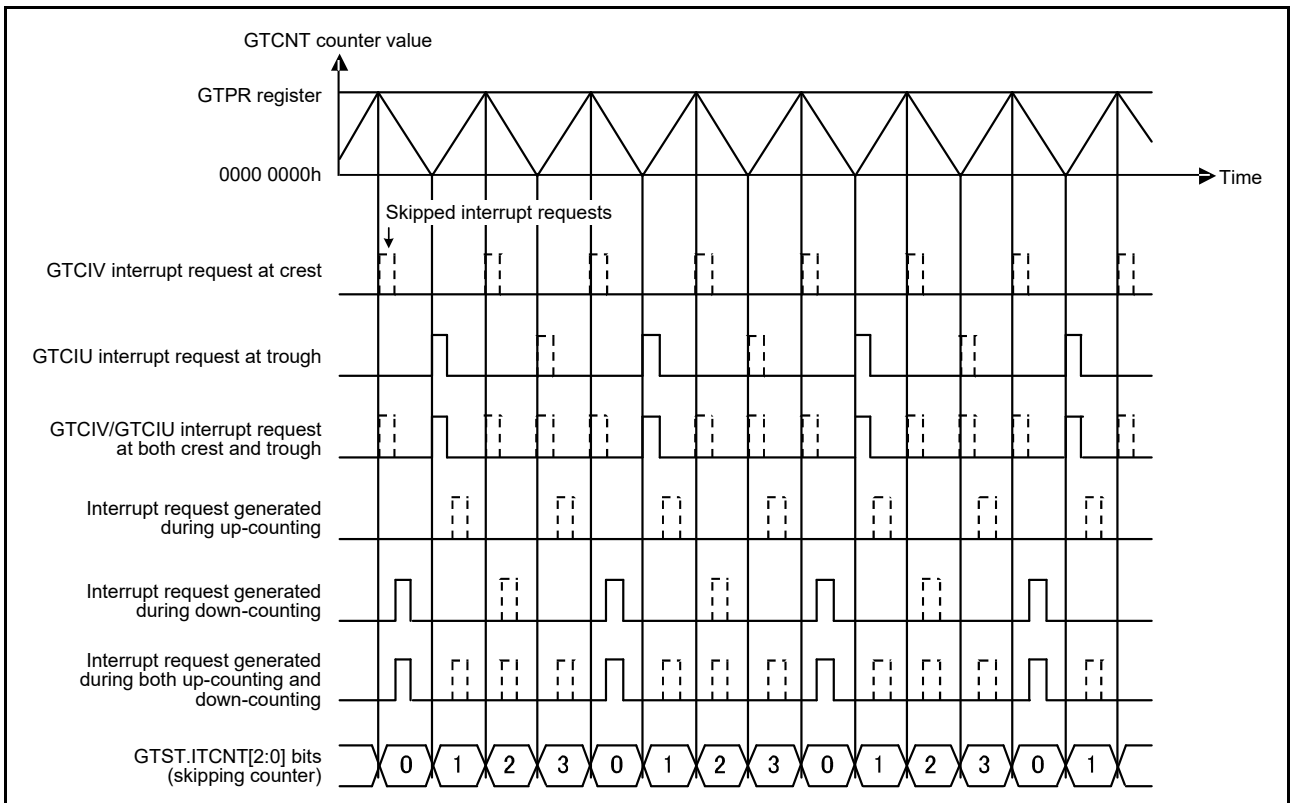 GTCNT counter value
GTPR register
0000 0000h
Time
Skipped interrupt requests
GTCIV interrupt request at crest
GTCIU interrupt request at trough
GTCIV/GTCIU interrupt request
at both crest and trough
Interrupt request generated
during up-counting
Interrupt request generated
during down-counting
Interrupt request generated
during both up-counting and
down-counting
GTST.ITCNT[2:0] bits
(skipping counter)
0 1 2 3 0 1 2 3 0 1 2 3 0 1